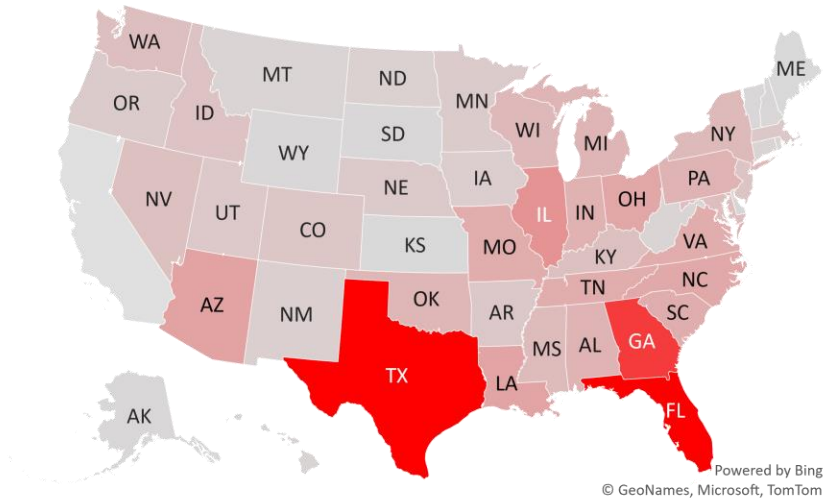 WA
MT
ND
ME
OR
ID
MN
WI
MI
NY
SD
WY
IA
PA
NE
NV
UT
IL
IN
OH
CO
KS
MO
KY
VA
NC
TN
AZ
OK
NM
AR
SC
MS
AL
GA
TX
LA
FL
AK
Powered by Bing
© GeoNames, Microsoft, TomTom